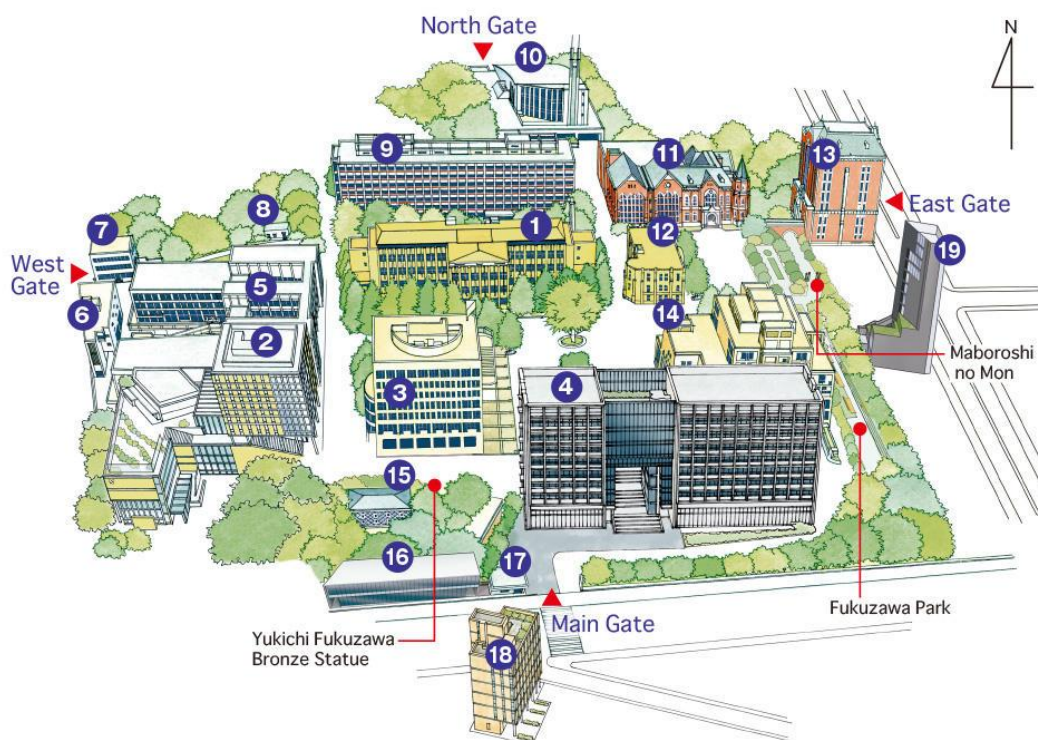 North Gate
10
N
9
11
13
8
1
12
East Gate
7
19
West
Gate
5
6
14
2
Maboroshi
no Mon
3
4
15
16
17
Fukuzawa Park
Main Gate
Yukichi Fukuzawa
Bronze Statue
18